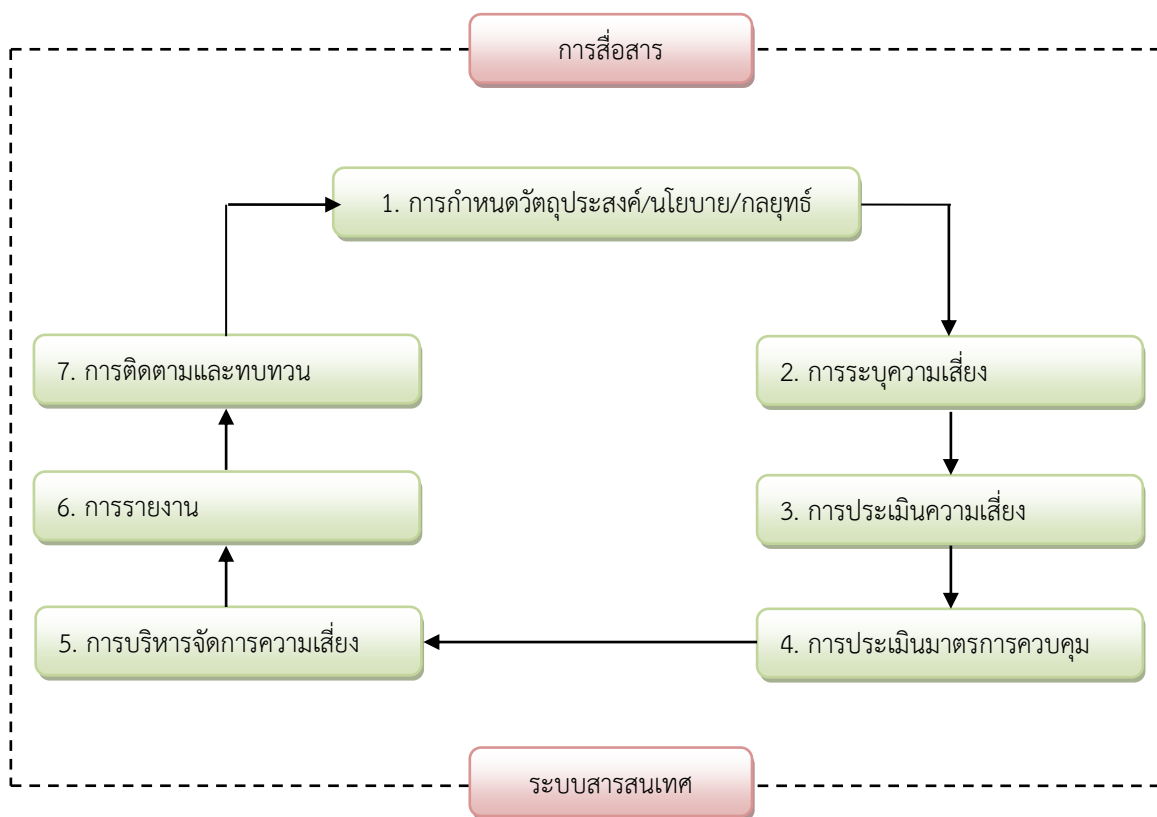 การสื่อสาร
1. การกำหนดวัตถุประสงค์/นโยบาย/กลยุทธ์
2. การระบุความเสี่ยง
3. การประเมินความเสี่ยง
4. การประเมินมาตรการควบคุม
5. การบริหารจัดการความเสี่ยง
6. การรายงาน
7. การติดตามและทบทวน
ระบบสารสนเทศ